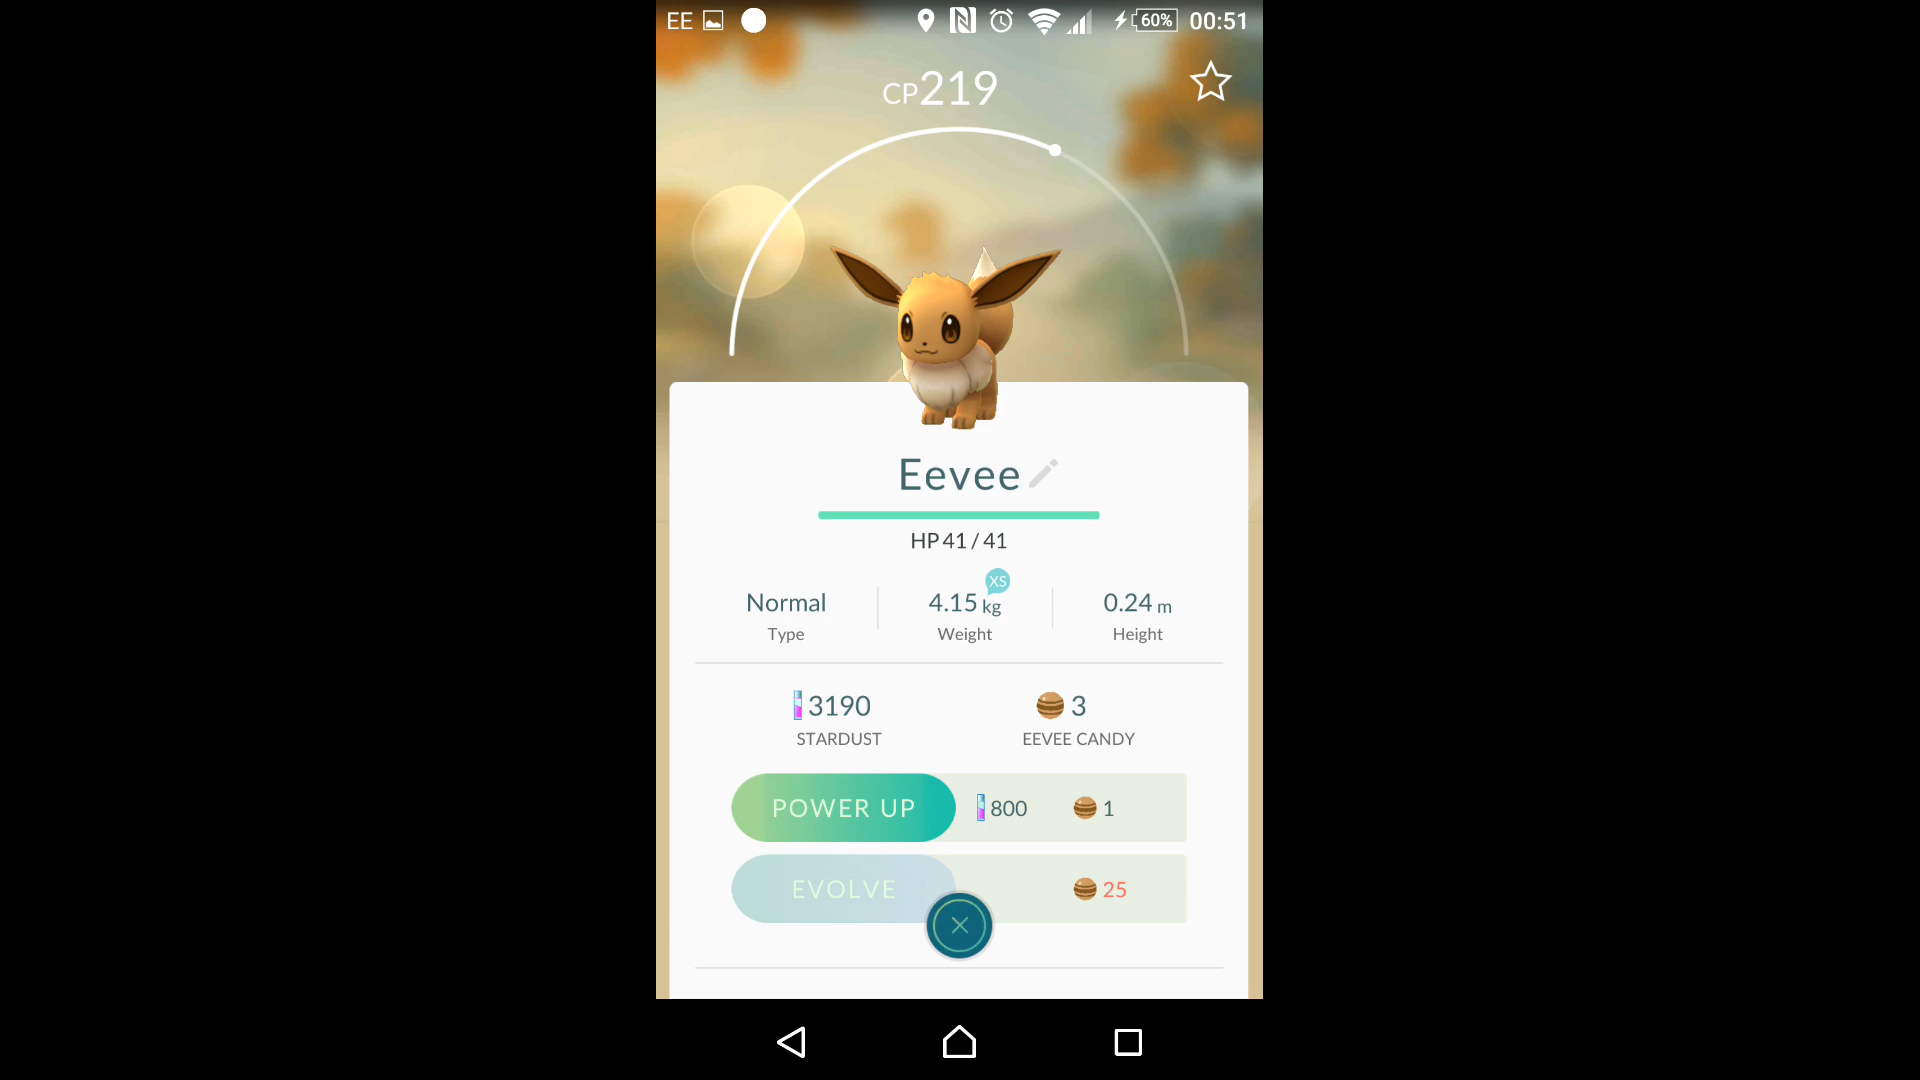 EE 60% 00:51
CP219
Eevee
HP 41 / 41
XS
Normal 4.15 kg 0.24 m
Type Weight Height
3190 3
STARDUST EEVEE CANDY
POWER UP 800 1
EVOLVE 25